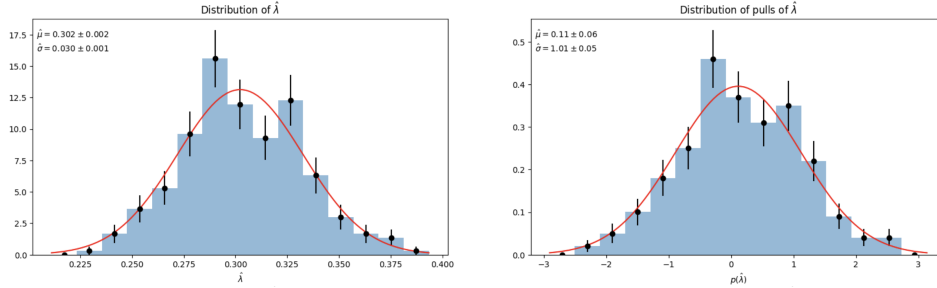 Distribution of λ̂
μ̂ = 0.302 ± 0.002
σ̂ = 0.030 ± 0.001
17.5
15.0
12.5
10.0
7.5
5.0
2.5
0.0
0.225 0.250 0.275 0.300 0.325 0.350 0.375 0.400
λ̂
Distribution of pulls of λ̂
μ̂ = 0.11 ± 0.06
σ̂ = 1.01 ± 0.05
0.5
0.4
0.3
0.2
0.1
0.0
−3 −2 −1 0 1 2 3
p(λ̂)